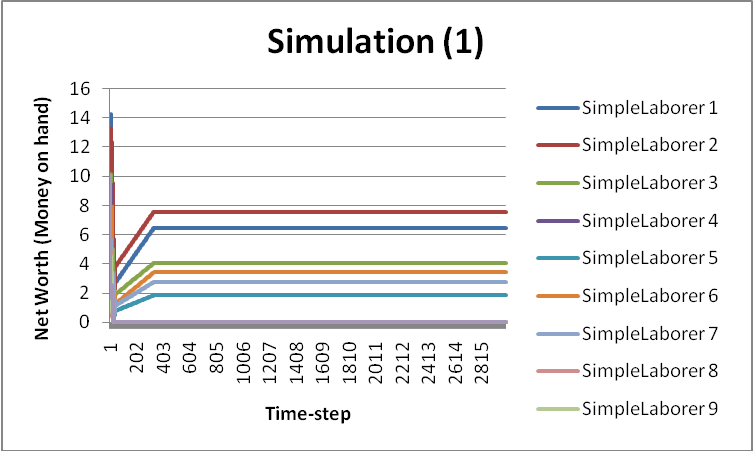 Simulation (1)
Net Worth (Money on hand)
16
14
12
10
8
6
4
2
0
1
202
403
604
805
1006
1207
1408
1609
1810
2011
2212
2413
2614
2815
Time-step
SimpleLaborer 1
SimpleLaborer 2
SimpleLaborer 3
SimpleLaborer 4
SimpleLaborer 5
SimpleLaborer 6
SimpleLaborer 7
SimpleLaborer 8
SimpleLaborer 9